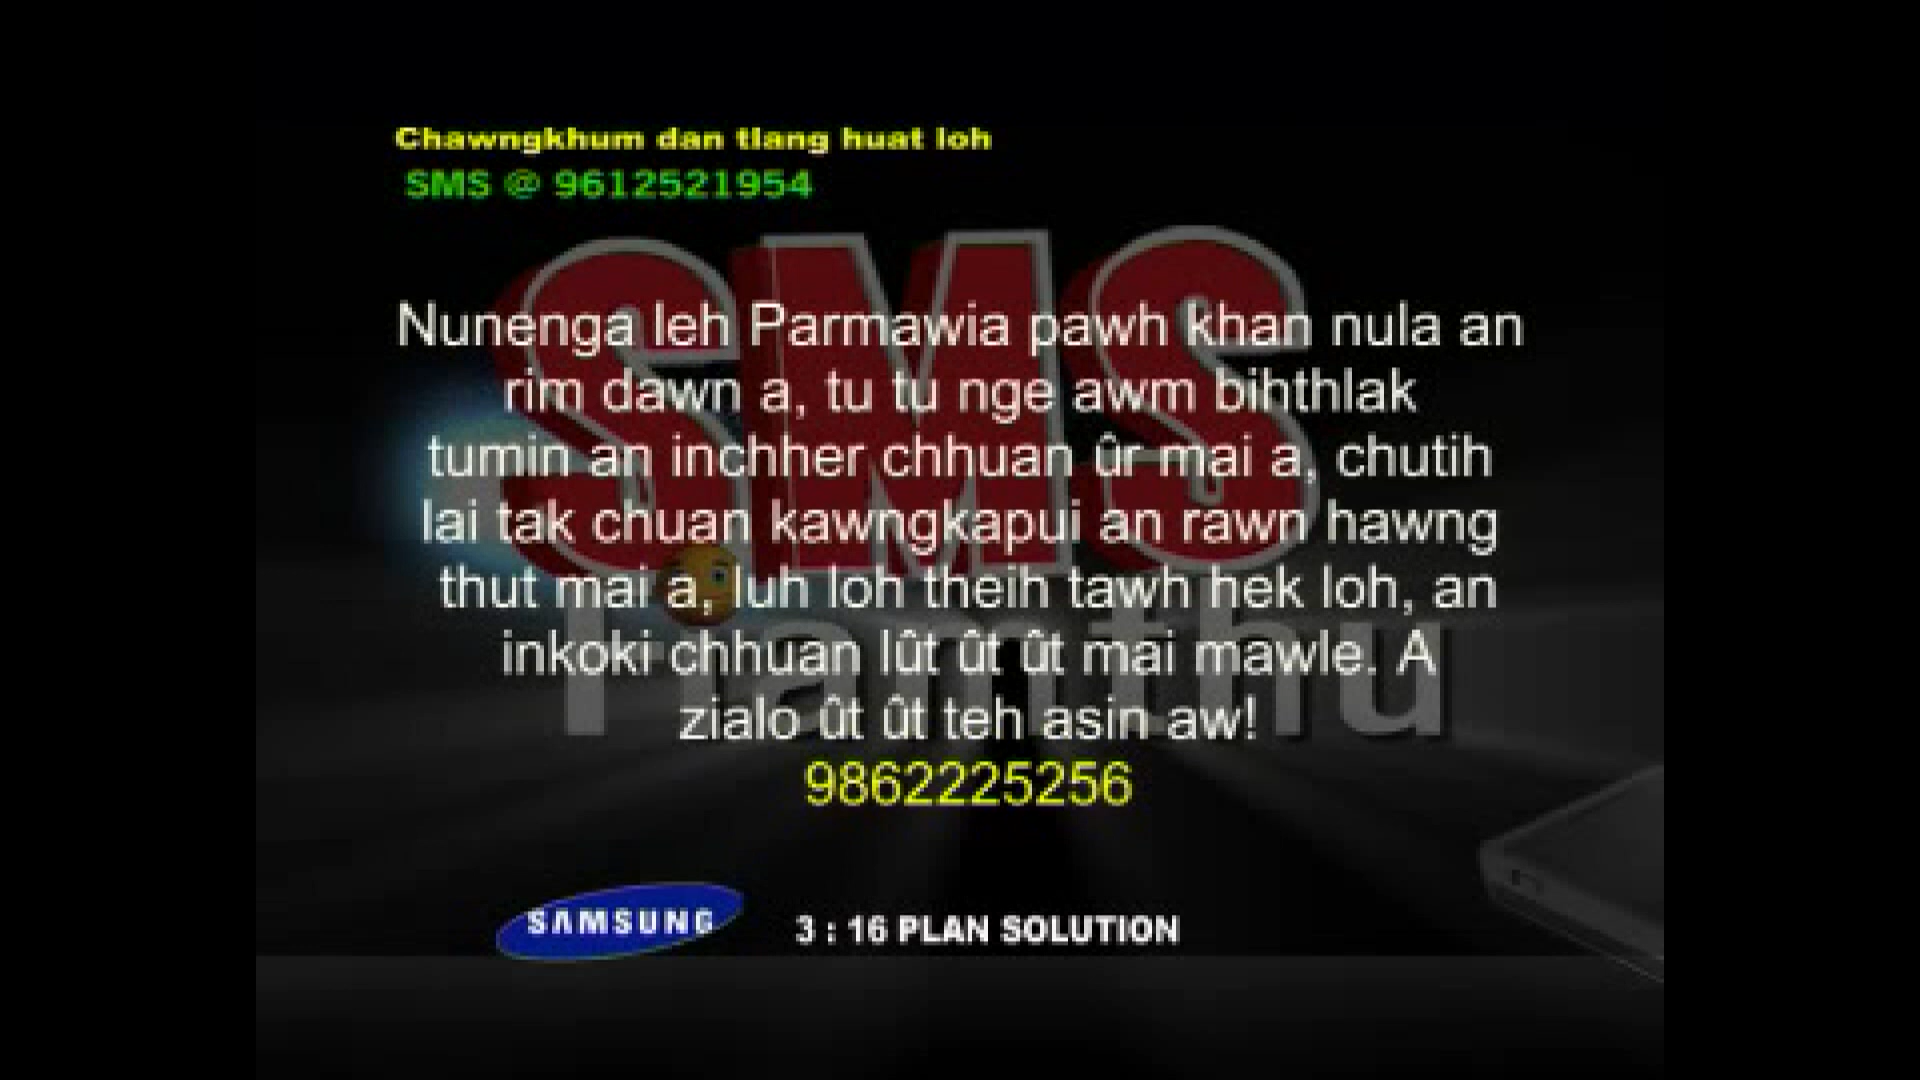 Chawngkhum dan tlang huat loh
SMS @ 9612521954
SMS
Nunenga leh Parmawia pawh khan nula an
rim dawn a, tu tu nge awm bihthlak
tumin an inchher chhuan ûr mai a, chutih
lai tak chuan kawngkapui an rawn hawng
thut mai a, luh loh theih tawh hek loh, an
inkoki chhuan lût ût ût mai mawle. A
zialo ût ût teh asin aw!
9862225256
SAMSUNG
3 : 16 PLAN SOLUTION